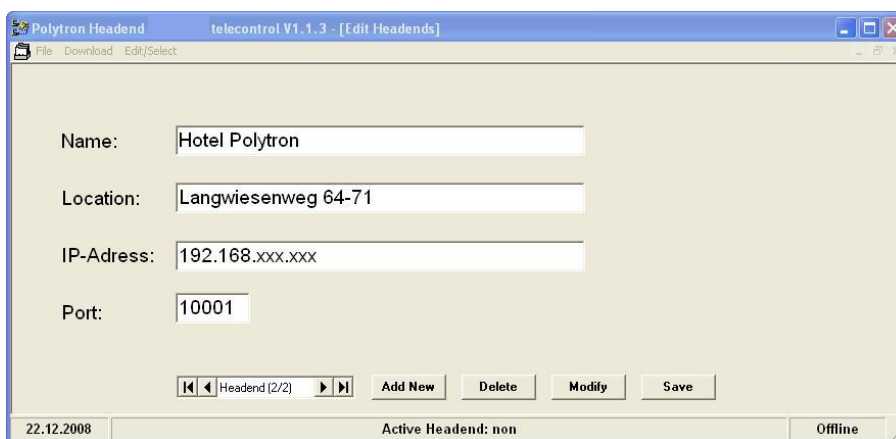 Polytron Headend telecontrol V1.1.3 - [Edit Headends]
File Download Edit/Select
Name: Hotel Polytron
Location: Langwiesenweg 64-71
IP-Adress: 192.168.xxx.xxx
Port: 10001
Headend (2/2) Add New Delete Modify Save
22.12.2008 Active Headend: non Offline